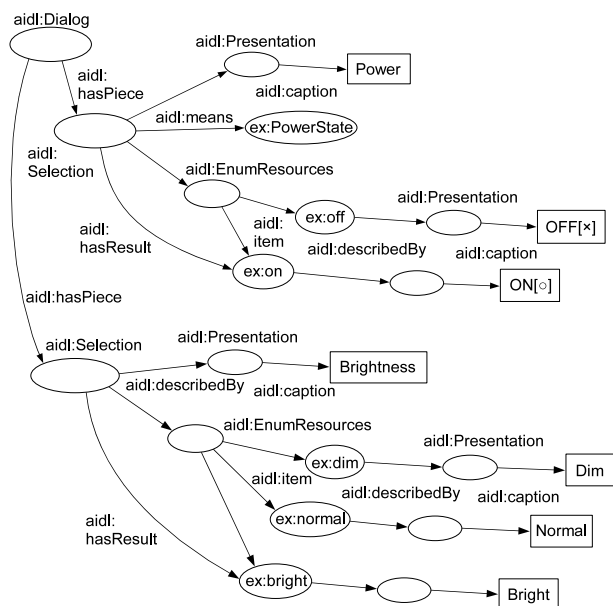 aidl:Dialog
aidl:Presentation
Power
aidl:
hasPiece
aidl:caption
aidl:means
ex:PowerState
aidl:
Selection
aidl:EnumResources
aidl:Presentation
ex:off
OFF[×]
aidl:
item
aidl:
hasResult
aidl:describedBy
aidl:caption
ex:on
ON[○]
aidl:hasPiece
aidl:Selection
aidl:Presentation
Brightness
aidl:describedBy
aidl:caption
aidl:EnumResources
aidl:Presentation
ex:dim
Dim
aidl:item
aidl:describedBy
aidl:caption
ex:normal
Normal
aidl:
hasResult
ex:bright
Bright